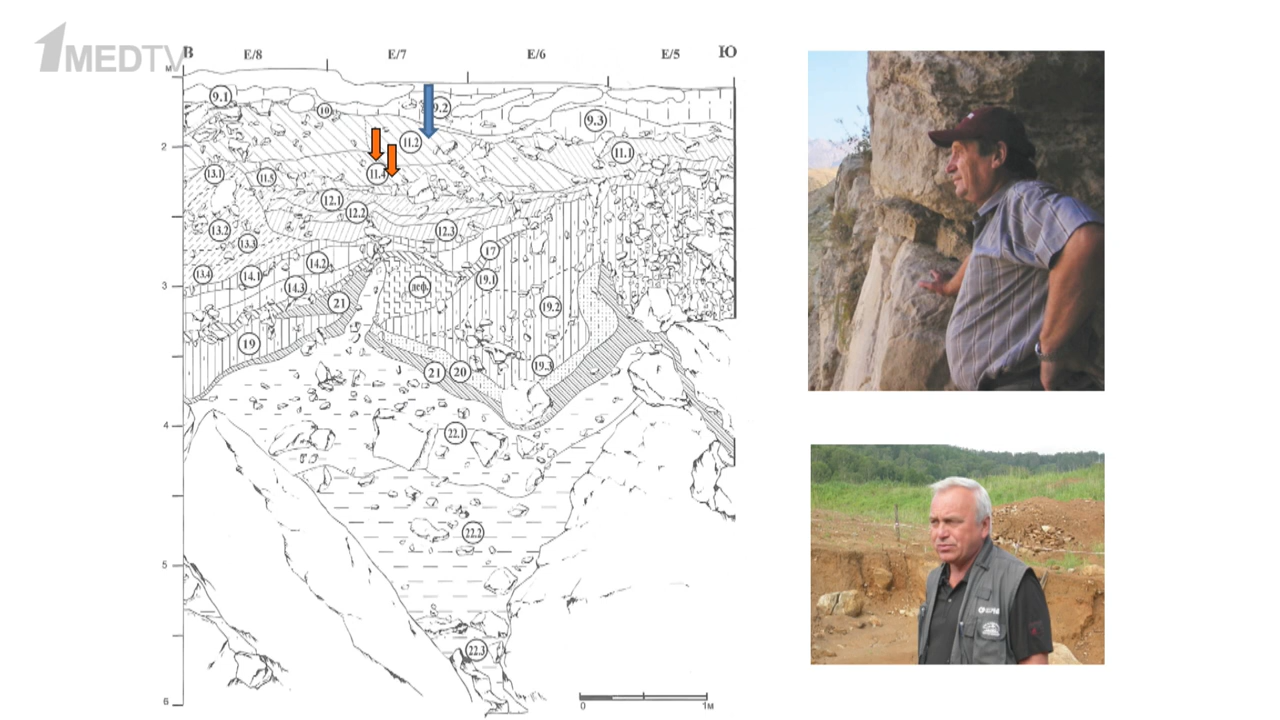 1MEDTV
В Е/8 Е/7 Е/6 Е/5 Ю
м
9.1 10 9.2 9.3
2 11.2 11.1
13.1 11.5 11.4
12.1
12.2
13.2 13.3 12.3
17
13.4 14.1 14.2 19.1
3 14.3 деф.
21 19.2
19
21 20 19.3
4 22.1
22.2
5
22.3
6
0 1м